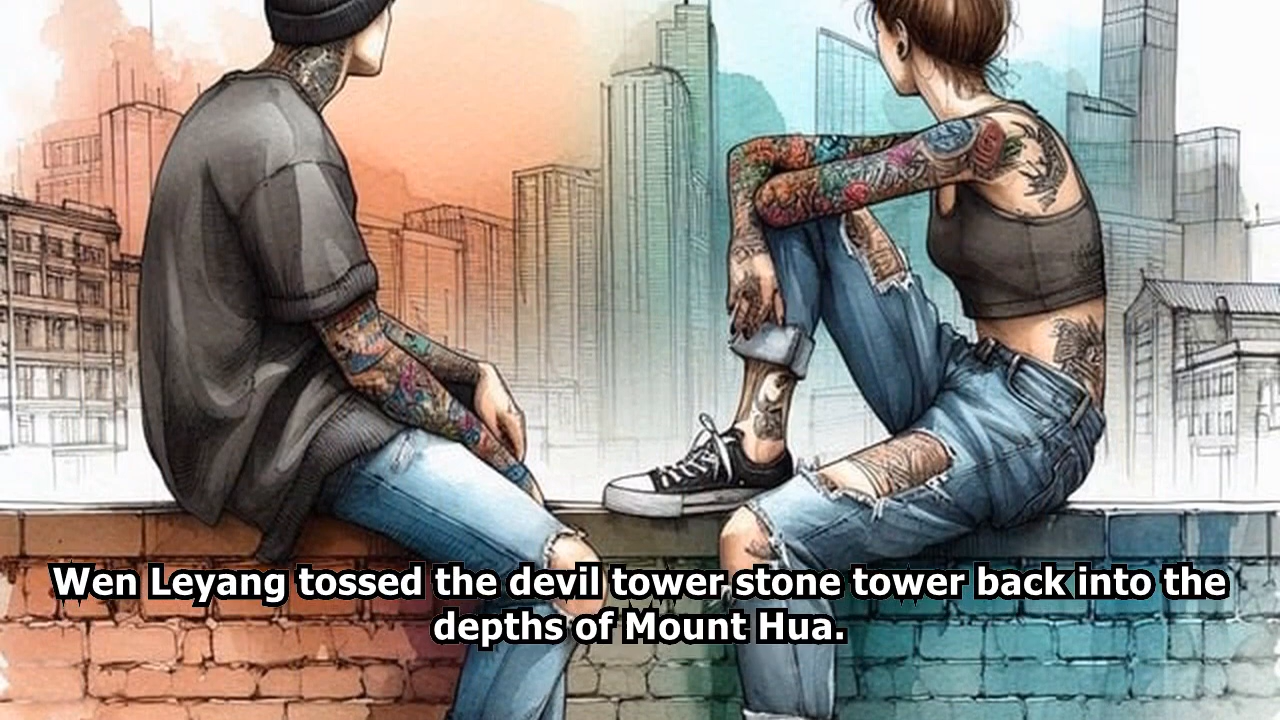 Wen Leyang tossed the devil tower stone tower back into the
depths of Mount Hua.